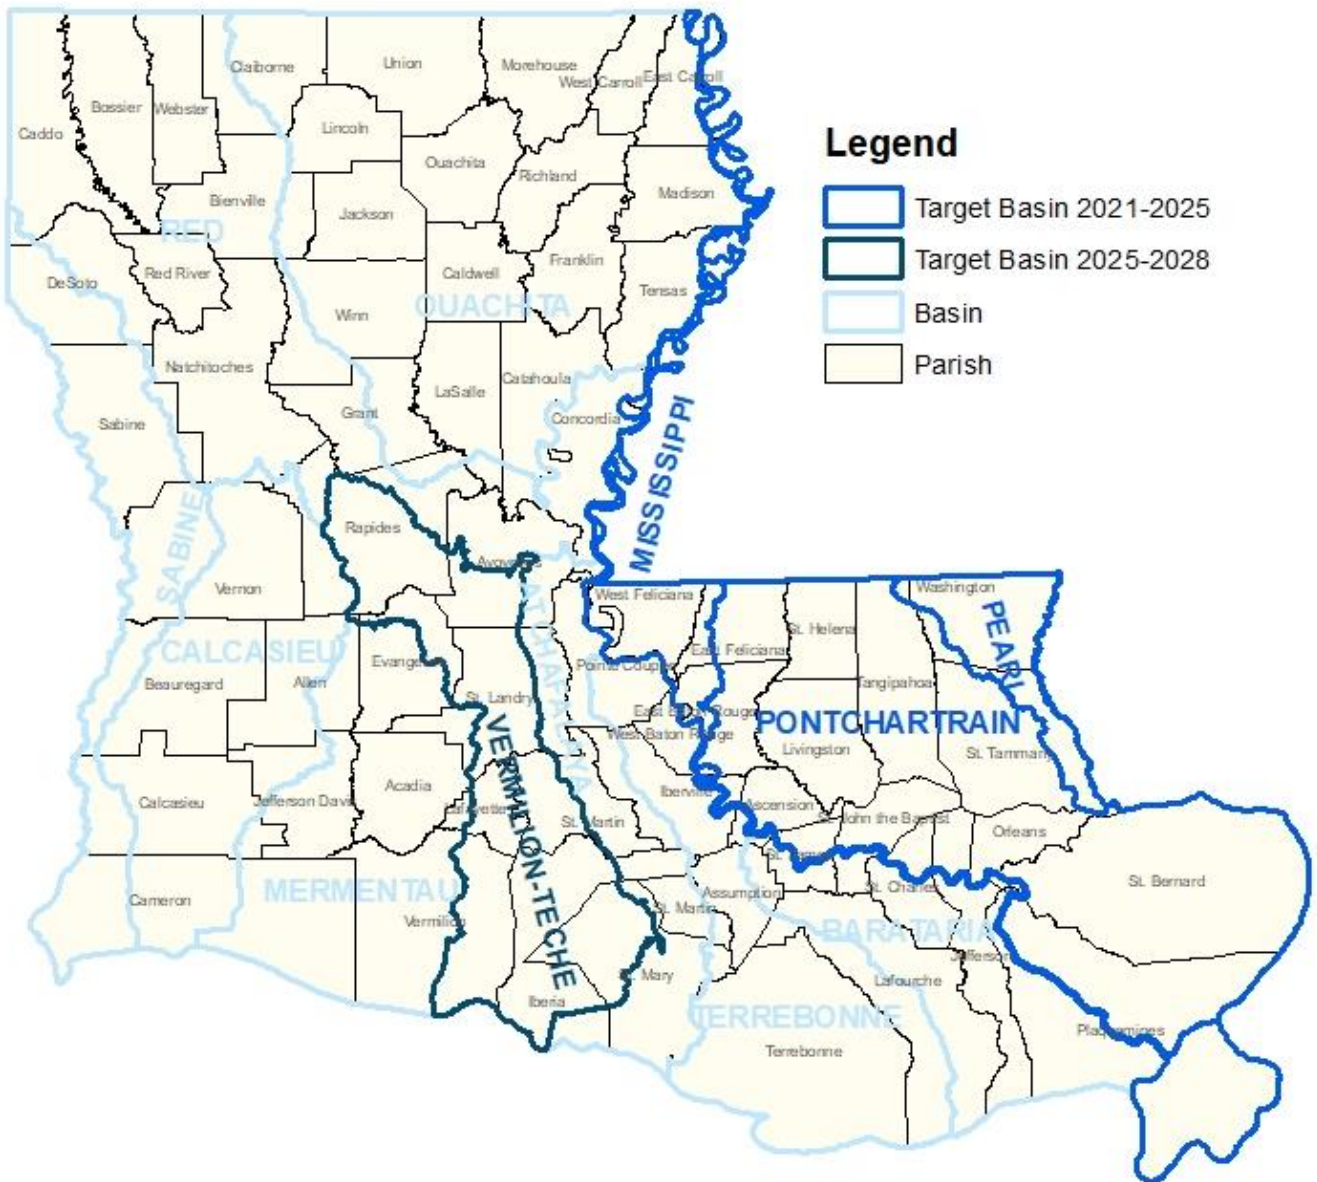 Legend
Target Basin 2021-2025
Target Basin 2025-2028
Basin
Parish
Claiborne
Union
Morehouse
West Carroll
East Carroll
Caddo
Bossier
Webster
Lincoln
Ouachita
Richland
Madison
Bienville
Jackson
RED
DeSoto
Red River
Caldwell
Franklin
Tensas
OUACHITA
Winn
Natchitoches
LaSalle
Catahoula
Sabine
Grant
Concordia
MISSISSIPPI
SABINE
Rapides
Avoyelles
Vernon
ATCHAFALAYA
West Feliciana
Washington
PEARL
St. Helena
East Feliciana
CALCASIEU
Beauregard
Allen
Evangeline
Pointe Coupee
Tangipahoa
St. Landry
East Baton Rouge
PONTCHARTRAIN
West Baton Rouge
Livingston
St. Tammany
VERMILION-TECHE
Calcasieu
Jefferson Davis
Acadia
Lafayette
St. Martin
Iberville
Ascension
St. John the Baptist
Orleans
St. James
MERMENTAU
Cameron
Vermilion
St. Martin
Assumption
St. Charles
St. Bernard
BARATARIA
Jefferson
St. Mary
Iberia
Lafourche
TERREBONNE
Terrebonne
Plaquemines